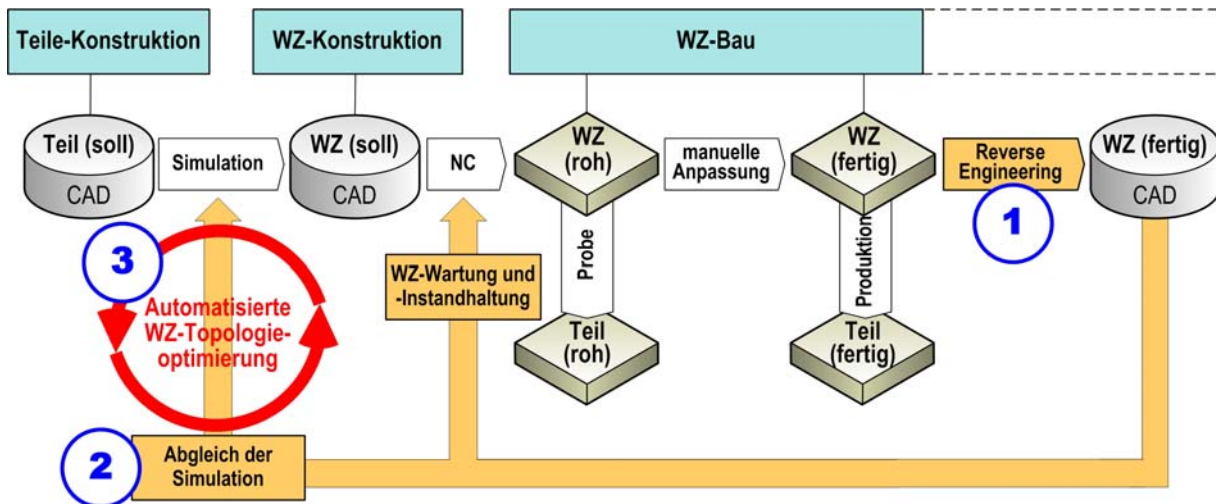 Teile-Konstruktion
WZ-Konstruktion
WZ-Bau
Teil (soll)
CAD
Simulation
WZ (soll)
CAD
NC
WZ
(roh)
manuelle
Anpassung
WZ
(fertig)
Reverse
Engineering
WZ (fertig)
CAD
1
Probe
Produktion
3
WZ-Wartung und
-Instandhaltung
Automatisierte
WZ-Topologie-
optimierung
Teil
(roh)
Teil
(fertig)
2
Abgleich der
Simulation